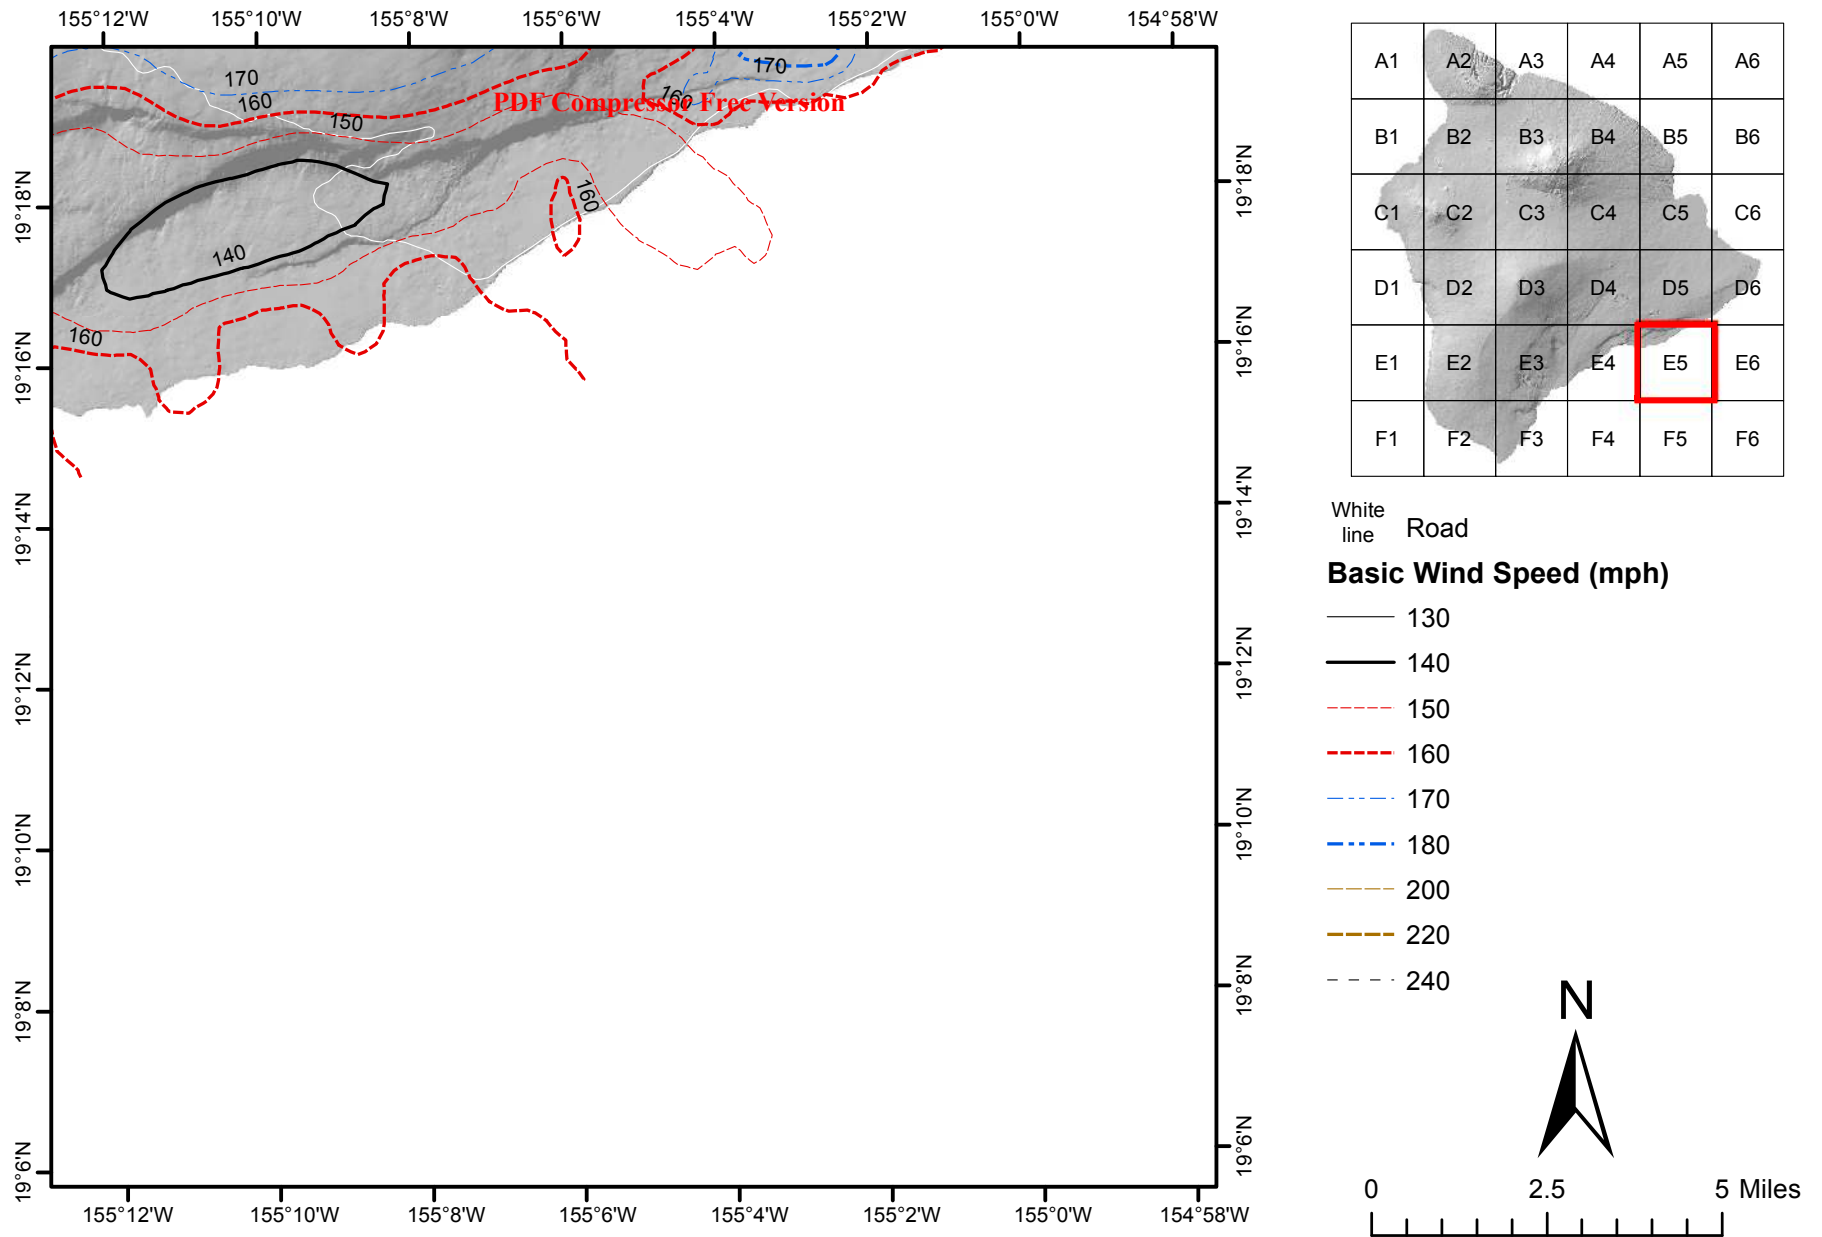 155°12'W 155°10'W 155°8'W 155°6'W 155°4'W 155°2'W 155°0'W 154°58'W
19°18'N
19°16'N
19°14'N
19°12'N
19°10'N
19°8'N
19°6'N
170
160
150
140
160
160
160
170
PDF Compressor Free Version
19°18'N
19°16'N
19°14'N
19°12'N
19°10'N
19°8'N
19°6'N
155°12'W 155°10'W 155°8'W 155°6'W 155°4'W 155°2'W 155°0'W 154°58'W
A1 A2 A3 A4 A5 A6
B1 B2 B3 B4 B5 B6
C1 C2 C3 C4 C5 C6
D1 D2 D3 D4 D5 D6
E1 E2 E3 E4 E5 E6
F1 F2 F3 F4 F5 F6
White
line Road
Basic Wind Speed (mph)
130
140
150
160
170
180
200
220
240
N
0 2.5 5 Miles